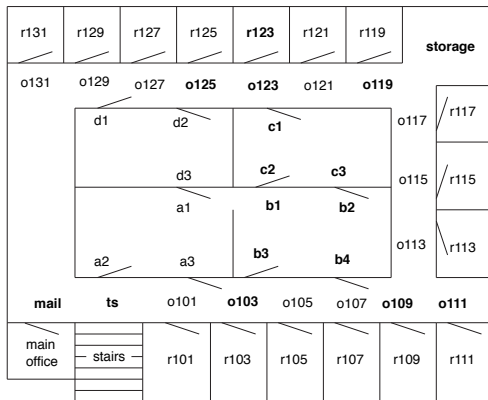 r131 r129 r127 r125 r123 r121 r119
storage
o131 o129 o127 o125 o123 o121 o119
d1 d2 c1 o117 r117
d3 c2 c3 o115 r115
a1 b1 b2
a2 a3 b3 b4 o113 r113
mail ts o101 o103 o105 o107 o109 o111
main
office
stairs r101 r103 r105 r107 r109 r111